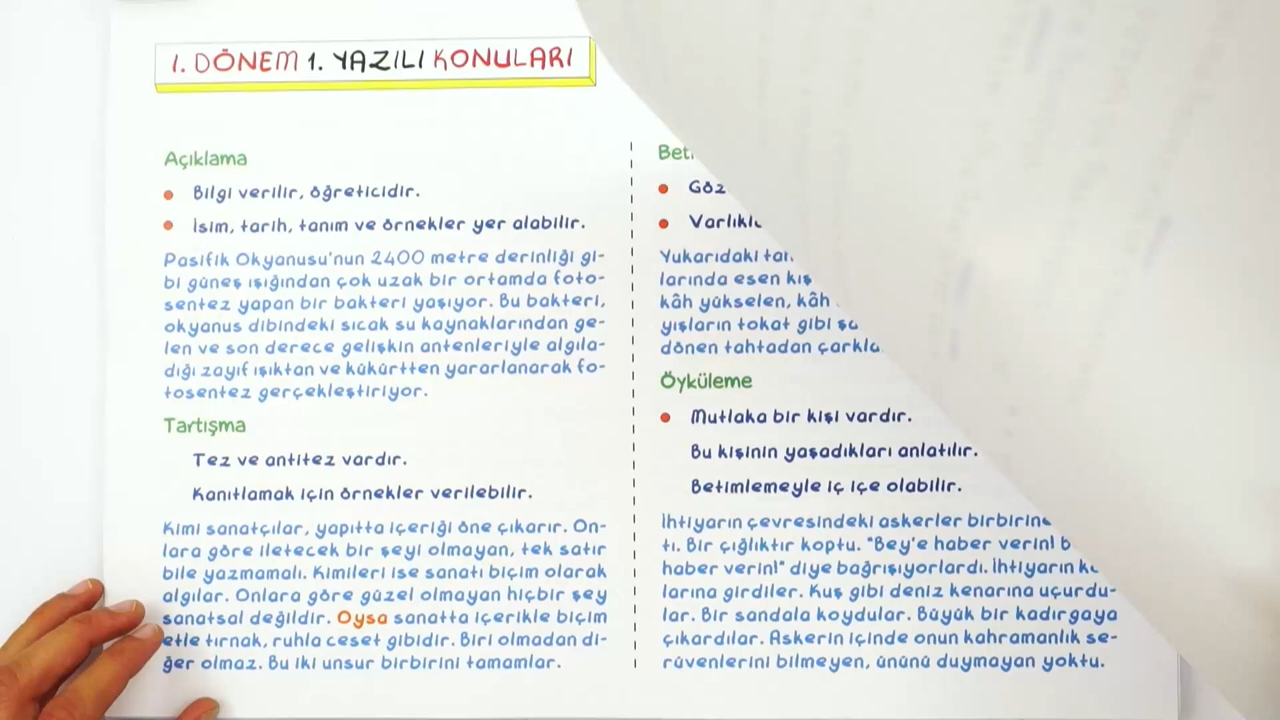 1. DÖNEM 1. YAZILI KONULARI
Açıklama
Bilgi verilir, öğreticidir.
İsim, tarih, tanım ve örnekler yer alabilir.
Pasifik Okyanusu'nun 2400 metre derinliği gi-
bi güneş ışığından çok uzak bir ortamda foto-
sentez yapan bir bakteri yaşıyor. Bu bakteri,
okyanus dibindeki sıcak su kaynaklarından ge-
len ve son derece gelişkin antenleriyle algıla-
dığı zayıf ışıktan ve kükürtten yararlanarak fo-
tosentez gerçekleştiriyor.
Tartışma
Tez ve antitez vardır.
Kanıtlamak için örnekler verilebilir.
Kimi sanatçılar, yapıtta içeriği öne çıkarır. On-
lara göre iletecek bir şeyi olmayan, tek satır
bile yazmamalı. Kimileri ise sanatı biçim olarak
algılar. Onlara göre güzel olmayan hiçbir şey
sanatsal değildir. Oysa sanatta içerikle biçim
etle tırnak, ruhla ceset gibidir. Biri olmadan di-
ğer olmaz. Bu iki unsur birbirini tamamlar.
Göz
Yukarıdaki
larında esen kış
kâh yükselen, kâh
yışların tokat gibi
dönen tahtadan
Öyküleme
Mutlaka bir kişi vardır.
Bu kişinin yaşadıkları anlatılır.
Betimlemeyle iç içe olabilir.
İhtiyarın çevresindeki askerler
tı. Bir çığlıktır koptu. "Bey'e haber verin!
haber verin!" diye bağrışıyorlardı. İhtiyarın
larına girdiler. Kuş gibi deniz kenarına uçurdu-
lar. Bir sandala koydular. Büyük bir kadırgaya
çıkardılar. Askerin içinde onun kahramanlık se-
rüvenlerini bilmeyen, ününü duymayan yoktu.